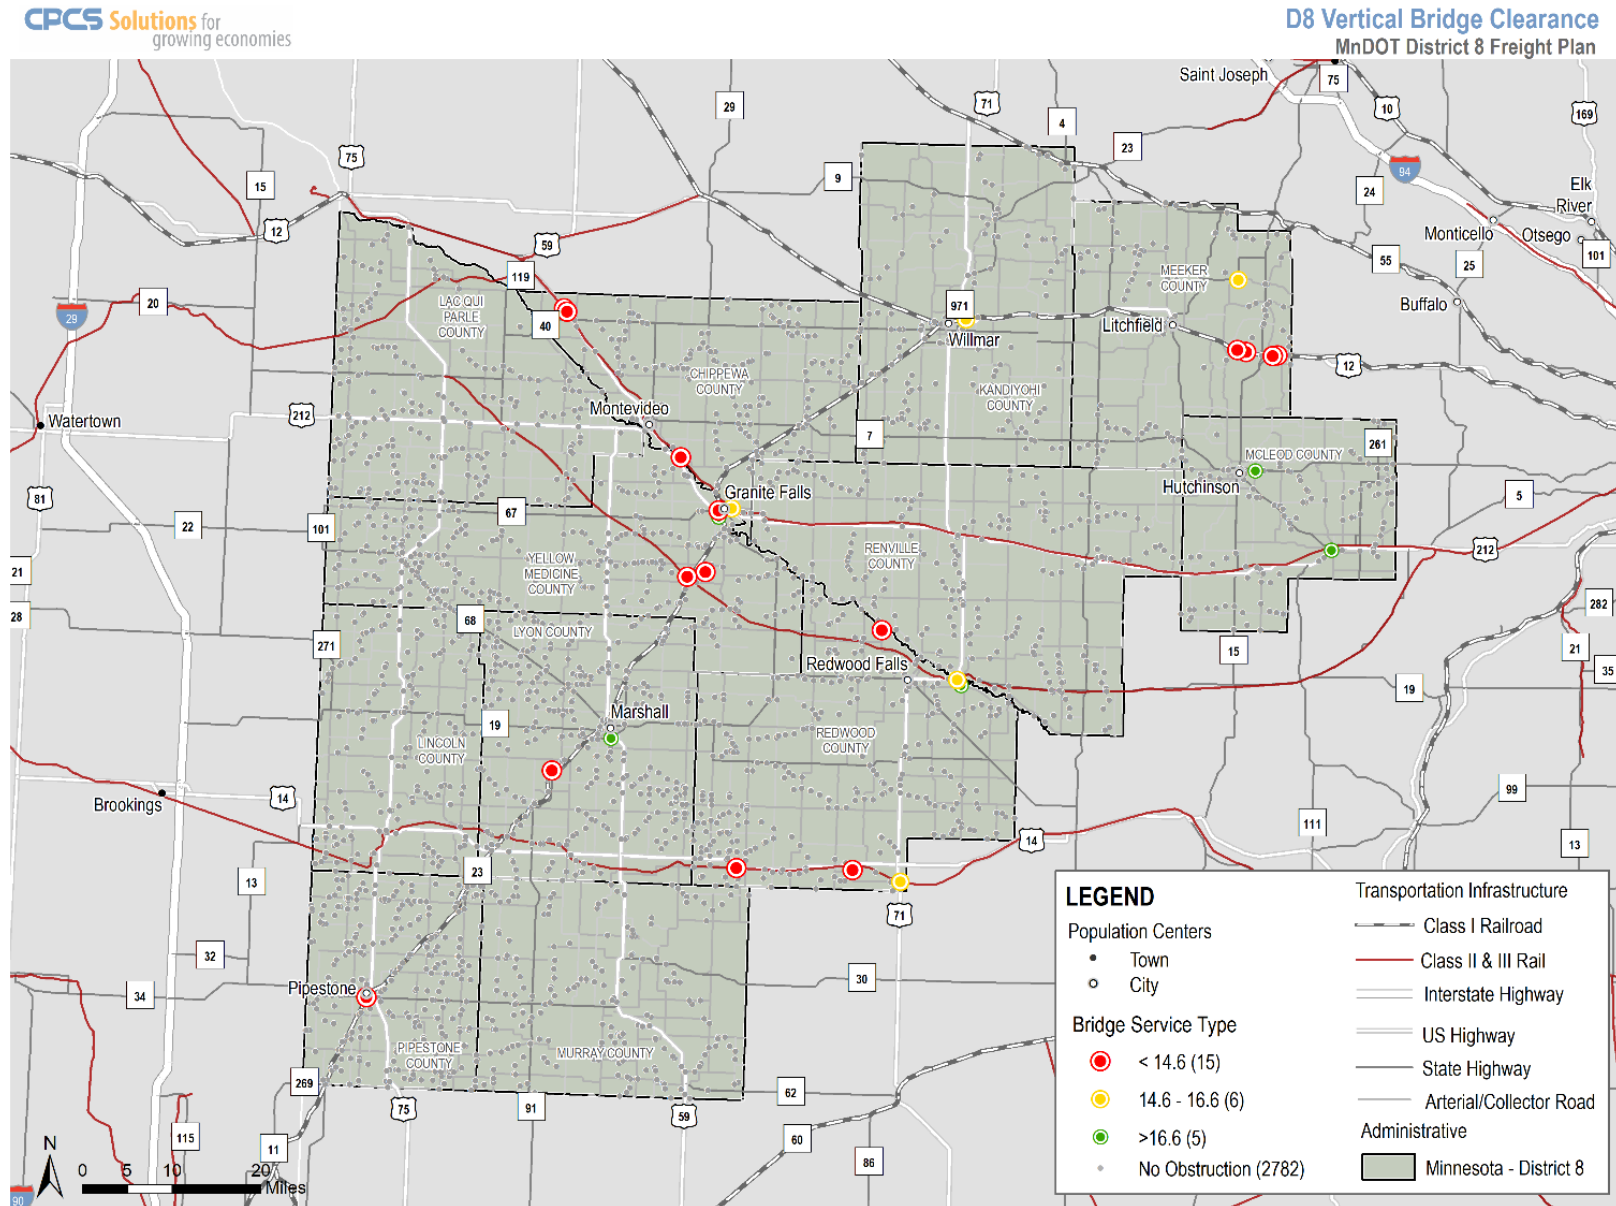 CPCS Solutions for
growing economies
D8 Vertical Bridge Clearance
MnDOT District 8 Freight Plan
Saint Joseph
75
71
29
10
169
4
23
75
9
94
15
24
Elk
River
12
59
Monticello
Otsego
101
55
25
119
MEEKER
COUNTY
20
LAC QUI
PARLE
COUNTY
971
Buffalo
29
40
Litchfield
Willmar
12
CHIPPEWA
COUNTY
KANDIYOHI
COUNTY
Montevideo
212
Watertown
7
261
MCLEOD COUNTY
Hutchinson
81
Granite Falls
5
67
22
101
212
RENVILLE
COUNTY
YELLOW
MEDICINE
COUNTY
21
282
28
68
LYON COUNTY
271
15
21
35
Redwood Falls
19
Marshall
19
REDWOOD
COUNTY
LINCOLN
COUNTY
Brookings
14
99
111
14
13
23
13
71
32
30
34
Pipestone
PIPESTONE
COUNTY
MURRAY COUNTY
269
62
75
91
59
115
60
11
86
90
N
0 5 10 20
Miles
LEGEND
Population Centers
Town
City
Bridge Service Type
< 14.6 (15)
14.6 - 16.6 (6)
>16.6 (5)
No Obstruction (2782)
Transportation Infrastructure
Class I Railroad
Class II & III Rail
Interstate Highway
US Highway
State Highway
Arterial/Collector Road
Administrative
Minnesota - District 8